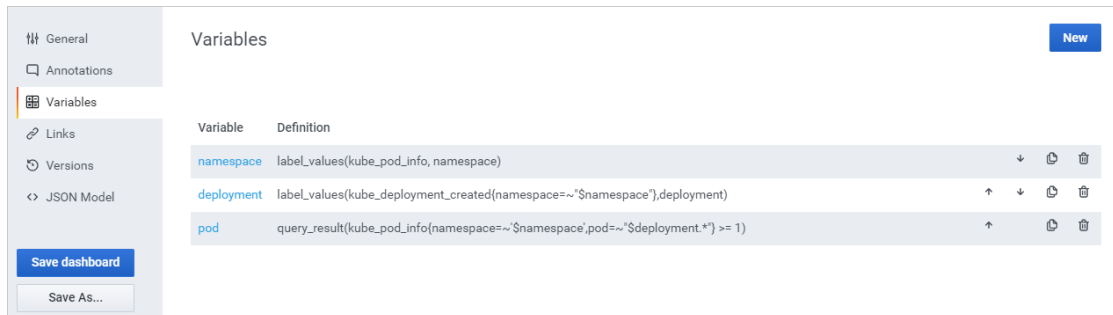 General
Annotations
Variables
Links
Versions
JSON Model
Save dashboard
Save As...
Variables
New
Variable Definition
namespace label_values(kube_pod_info, namespace)
deployment label_values(kube_deployment_created{namespace=~"$namespace"},deployment)
pod query_result(kube_pod_info{namespace=~'$namespace',pod=~"$deployment.*"} >= 1)